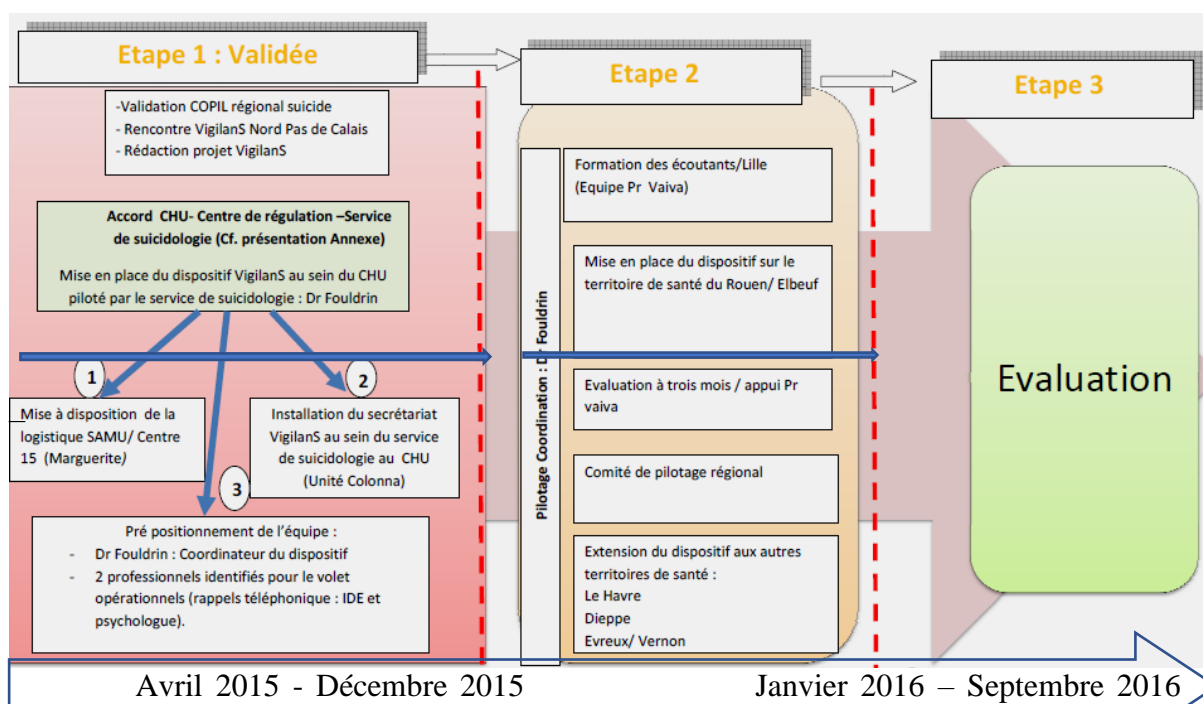 Etape 1 : Validée
-Validation COPIL régional suicide
- Rencontre VigilanS Nord Pas de Calais
- Rédaction projet VigilanS
Accord CHU- Centre de régulation –Service
de suicidologie (Cf. présentation Annexe)
Mise en place du dispositif VigilanS au sein du CHU
piloté par le service de suicidologie : Dr Fouldrin
1
Mise à disposition de la
logistique SAMU/ Centre
15 (Marguerite)
2
Installation du secrétariat
VigilanS au sein du service
de suicidologie au CHU
(Unité Colonna)
3
Pré positionnement de l'équipe :
- Dr Fouldrin : Coordinateur du dispositif
- 2 professionnels identifiés pour le volet
opérationnels (rappels téléphonique : IDE et
psychologue).
Etape 2
Pilotage Coordination : Dr Fouldrin
Formation des écoutants/Lille
(Equipe Pr Vaiva)
Mise en place du dispositif sur le
territoire de santé du Rouen/ Elbeuf
Evaluation à trois mois / appui Pr
vaiva
Comité de pilotage régional
Extension du dispositif aux autres
territoires de santé :
Le Havre
Dieppe
Evreux/ Vernon
Etape 3
Evaluation
Avril 2015 - Décembre 2015
Janvier 2016 – Septembre 2016